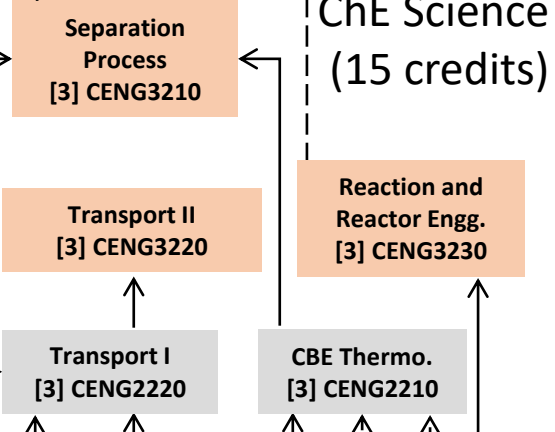 ChE Science
(15 credits)
Separation
Process
[3] CENG3210
Reaction and
Reactor Engg.
[3] CENG3230
Transport II
[3] CENG3220
Transport I
[3] CENG2220
CBE Thermo.
[3] CENG2210